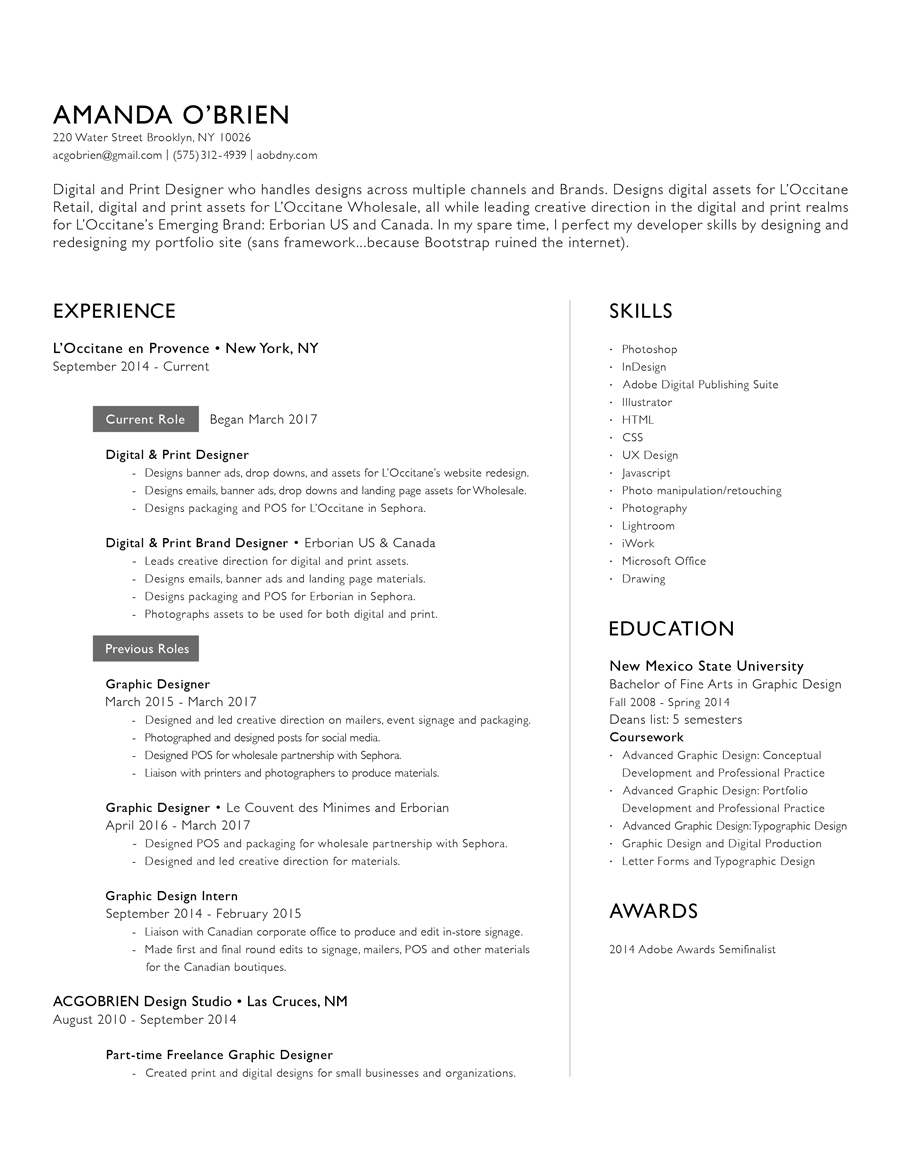 AMANDA O’BRIEN
220 Water Street Brooklyn, NY 10026
acgobrien@gmail.com | (575) 312-4939 | aobdny.com
Digital and Print Designer who handles designs across multiple channels and Brands. Designs digital assets for L’Occitane
Retail, digital and print assets for L’Occitane Wholesale, all while leading creative direction in the digital and print realms
for L’Occitane’s Emerging Brand: Erborian US and Canada. In my spare time, I perfect my developer skills by designing and
redesigning my portfolio site (sans framework...because Bootstrap ruined the internet).
EXPERIENCE
L’Occitane en Provence • New York, NY
September 2014 - Current
Current Role Began March 2017
Digital & Print Designer
- Designs banner ads, drop downs, and assets for L’Occitane’s website redesign.
- Designs emails, banner ads, drop downs and landing page assets for Wholesale.
- Designs packaging and POS for L’Occitane in Sephora.
Digital & Print Brand Designer • Erborian US & Canada
- Leads creative direction for digital and print assets.
- Designs emails, banner ads and landing page materials.
- Designs packaging and POS for Erborian in Sephora.
- Photographs assets to be used for both digital and print.
Previous Roles
Graphic Designer
March 2015 - March 2017
- Designed and led creative direction on mailers, event signage and packaging.
- Photographed and designed posts for social media.
- Designed POS for wholesale partnership with Sephora.
- Liaison with printers and photographers to produce materials.
Graphic Designer • Le Couvent des Minimes and Erborian
April 2016 - March 2017
- Designed POS and packaging for wholesale partnership with Sephora.
- Designed and led creative direction for materials.
Graphic Design Intern
September 2014 - February 2015
- Liaison with Canadian corporate office to produce and edit in-store signage.
- Made first and final round edits to signage, mailers, POS and other materials
for the Canadian boutiques.
ACGOBRIEN Design Studio • Las Cruces, NM
August 2010 - September 2014
Part-time Freelance Graphic Designer
- Created print and digital designs for small businesses and organizations.
SKILLS
· Photoshop
· InDesign
· Adobe Digital Publishing Suite
· Illustrator
· HTML
· CSS
· UX Design
· Javascript
· Photo manipulation/retouching
· Photography
· Lightroom
· iWork
· Microsoft Office
· Drawing
EDUCATION
New Mexico State University
Bachelor of Fine Arts in Graphic Design
Fall 2008 - Spring 2014
Deans list: 5 semesters
Coursework
· Advanced Graphic Design: Conceptual
Development and Professional Practice
· Advanced Graphic Design: Portfolio
Development and Professional Practice
· Advanced Graphic Design: Typographic Design
· Graphic Design and Digital Production
· Letter Forms and Typographic Design
AWARDS
2014 Adobe Awards Semifinalist